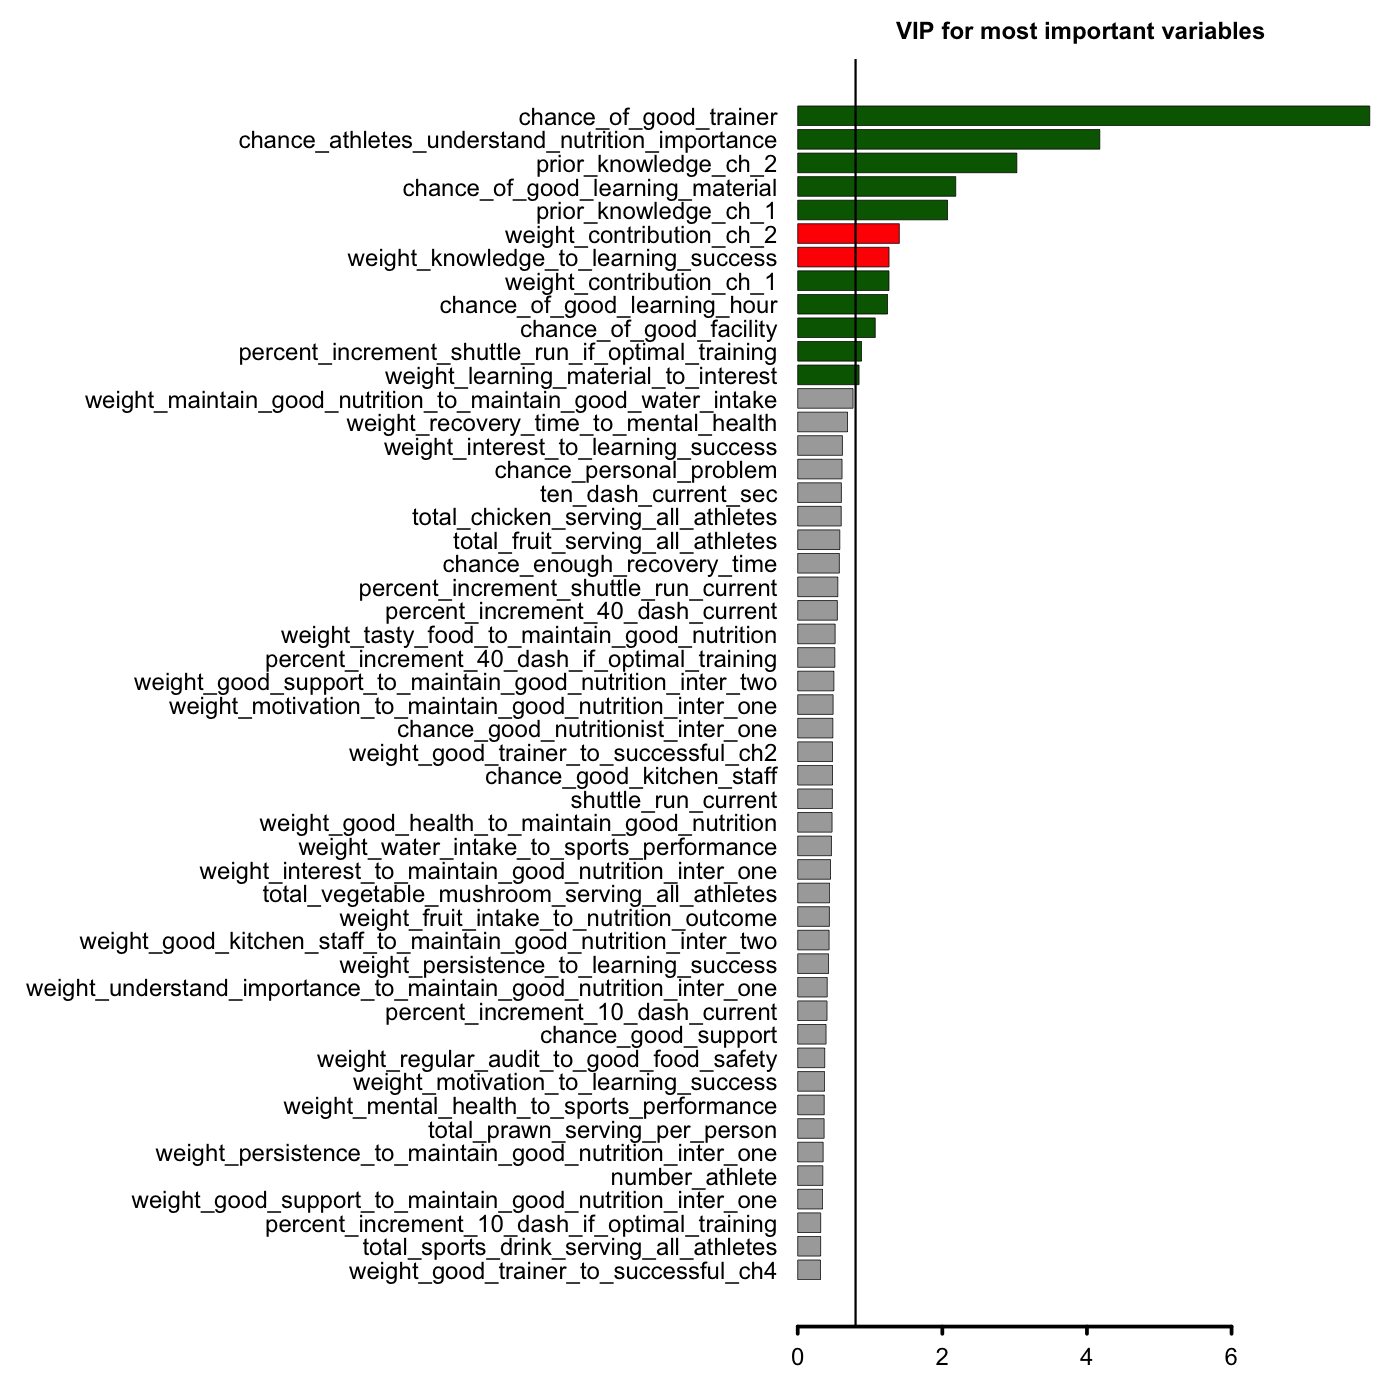 VIP for most important variables
chance_of_good_trainer
chance_athletes_understand_nutrition_importance
prior_knowledge_ch_2
chance_of_good_learning_material
prior_knowledge_ch_1
weight_contribution_ch_2
weight_knowledge_to_learning_success
weight_contribution_ch_1
chance_of_good_learning_hour
chance_of_good_facility
percent_increment_shuttle_run_if_optimal_training
weight_learning_material_to_interest
weight_maintain_good_nutrition_to_maintain_good_water_intake
weight_recovery_time_to_mental_health
weight_interest_to_learning_success
chance_personal_problem
ten_dash_current_sec
total_chicken_serving_all_athletes
total_fruit_serving_all_athletes
chance_enough_recovery_time
percent_increment_shuttle_run_current
percent_increment_40_dash_current
weight_tasty_food_to_maintain_good_nutrition
percent_increment_40_dash_if_optimal_training
weight_good_support_to_maintain_good_nutrition_inter_two
weight_motivation_to_maintain_good_nutrition_inter_one
chance_good_nutritionist_inter_one
weight_good_trainer_to_successful_ch2
chance_good_kitchen_staff
shuttle_run_current
weight_good_health_to_maintain_good_nutrition
weight_water_intake_to_sports_performance
weight_interest_to_maintain_good_nutrition_inter_one
total_vegetable_mushroom_serving_all_athletes
weight_fruit_intake_to_nutrition_outcome
weight_good_kitchen_staff_to_maintain_good_nutrition_inter_two
weight_persistence_to_learning_success
weight_understand_importance_to_maintain_good_nutrition_inter_one
percent_increment_10_dash_current
chance_good_support
weight_regular_audit_to_good_food_safety
weight_motivation_to_learning_success
weight_mental_health_to_sports_performance
total_prawn_serving_per_person
weight_persistence_to_maintain_good_nutrition_inter_one
number_athlete
weight_good_support_to_maintain_good_nutrition_inter_one
percent_increment_10_dash_if_optimal_training
total_sports_drink_serving_all_athletes
weight_good_trainer_to_successful_ch4
0 2 4 6